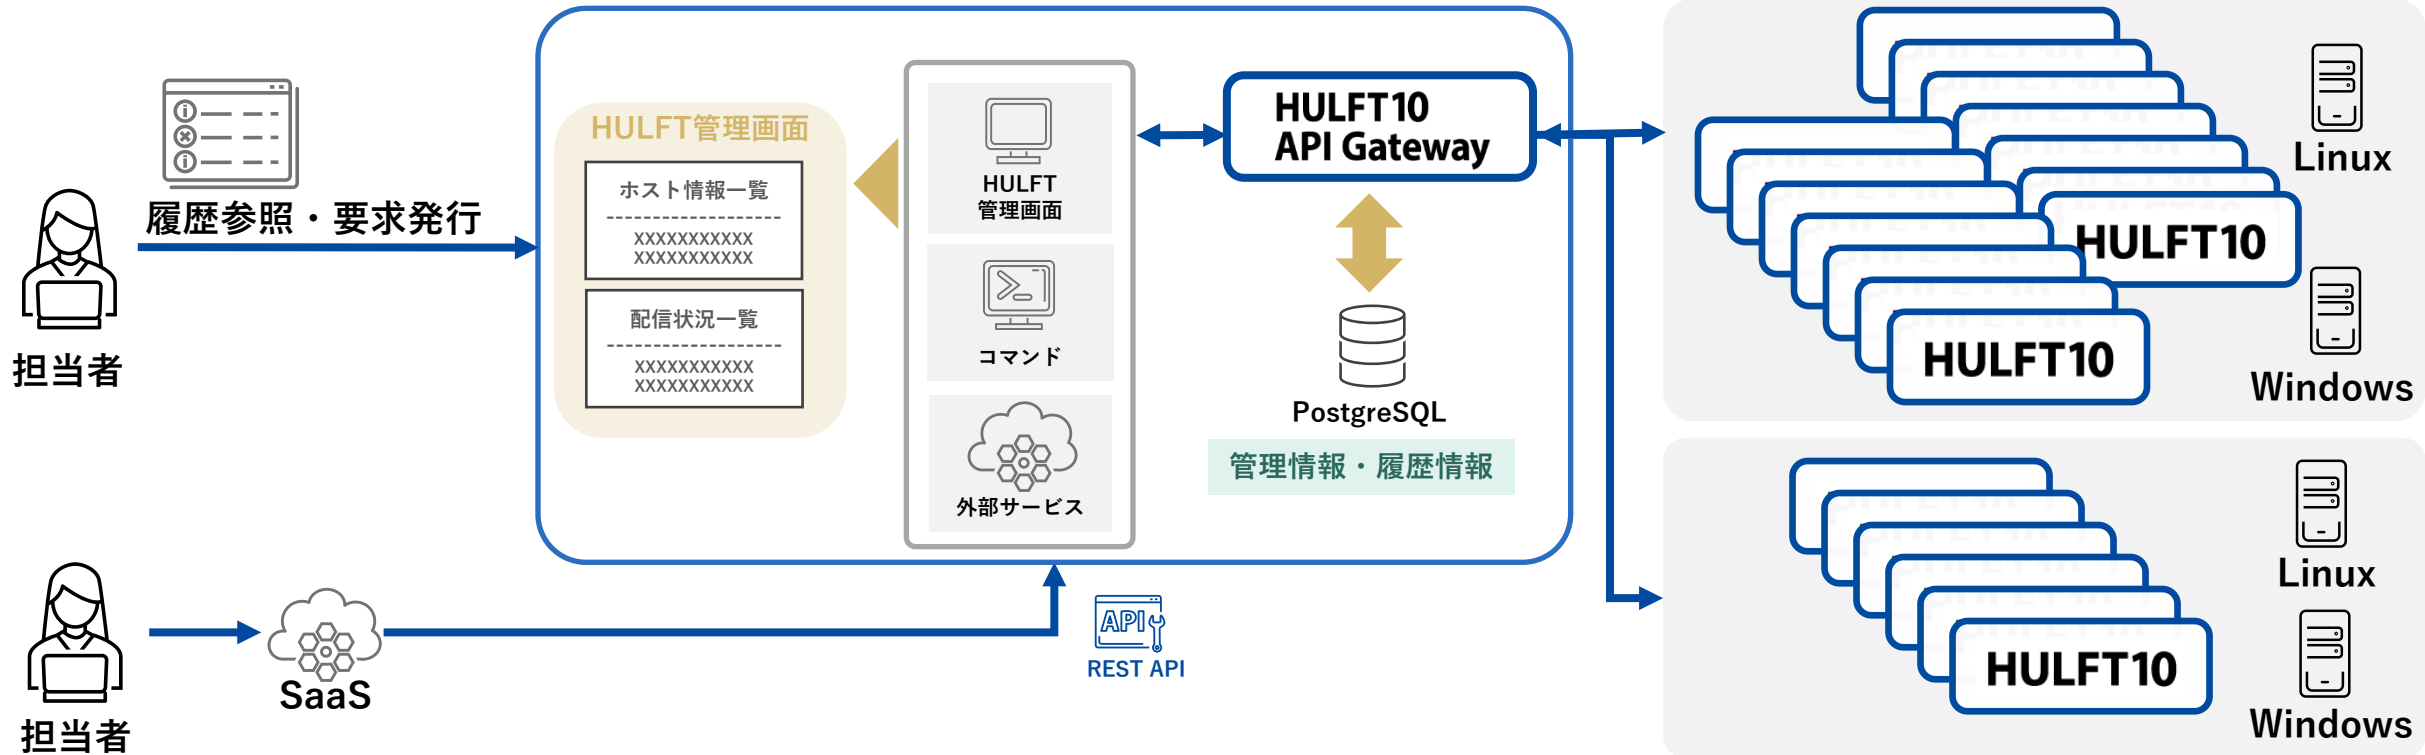 履歴参照・要求発行
担当者
HULFT管理画面
ホスト情報一覧
-------------------
XXXXXXXXXXX
XXXXXXXXXXX
配信状況一覧
-------------------
XXXXXXXXXXX
XXXXXXXXXXX
HULFT
管理画面
コマンド
外部サービス
HULFT10
API Gateway
PostgreSQL
管理情報・履歴情報
HULFT10
HULFT10
Linux
Windows
担当者
SaaS
API
REST API
HULFT10
Linux
Windows